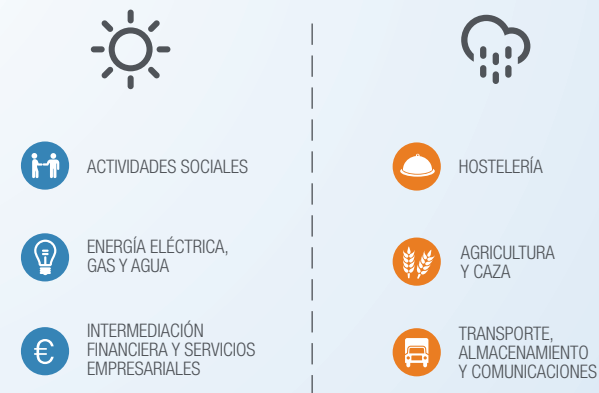 ACTIVIDADES SOCIALES
ENERGÍA ELÉCTRICA,
GAS Y AGUA
€
INTERMEDIACIÓN
FINANCIERA Y SERVICIOS
EMPRESARIALES
HOSTELERÍA
AGRICULTURA
Y CAZA
TRANSPORTE,
ALMACENAMIENTO
Y COMUNICACIONES